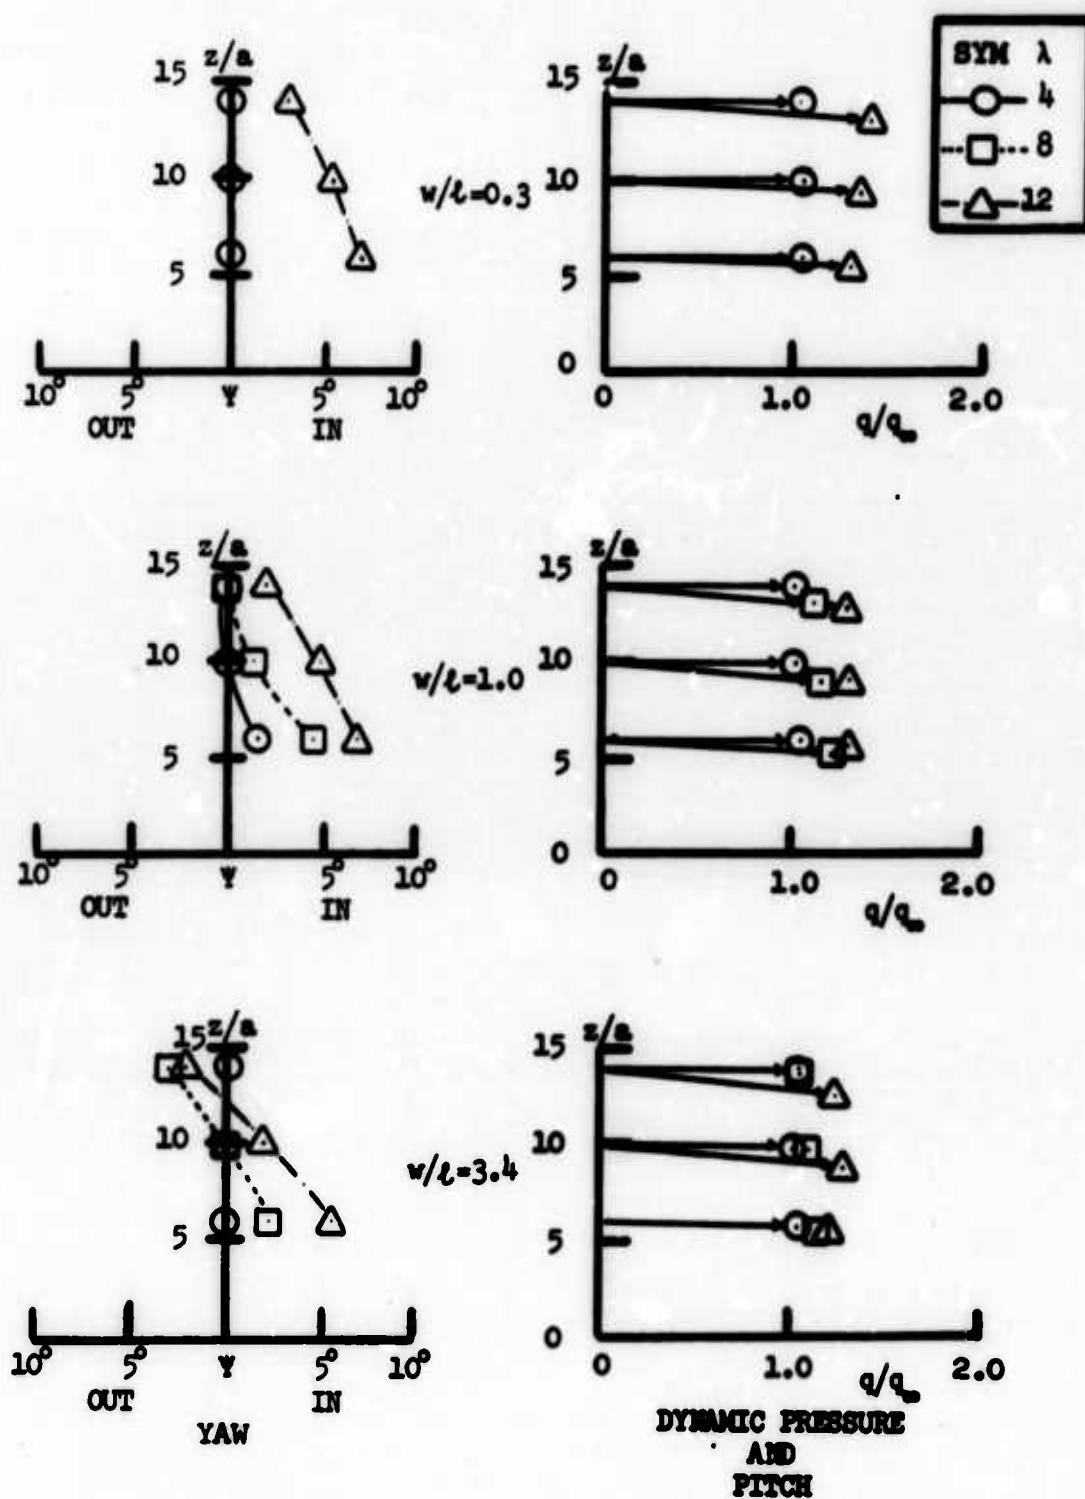 SYM λ
4
8
12
z/a
15
10
5
10° 5° Ψ 5° 10°
OUT IN
w/ℓ=0.3
z/a
15
10
5
0
0 1.0 2.0
q/q∞
z/a
15
10
5
10° 5° Ψ 5° 10°
OUT IN
w/ℓ=1.0
z/a
15
10
5
0
0 1.0 2.0
q/q∞
15 z/a
10
5
10° 5° Ψ 5° 10°
OUT IN
YAW
w/ℓ=3.4
z/a
15
10
5
0
0 1.0 2.0
q/q∞
DYNAMIC PRESSURE
AND
PITCH